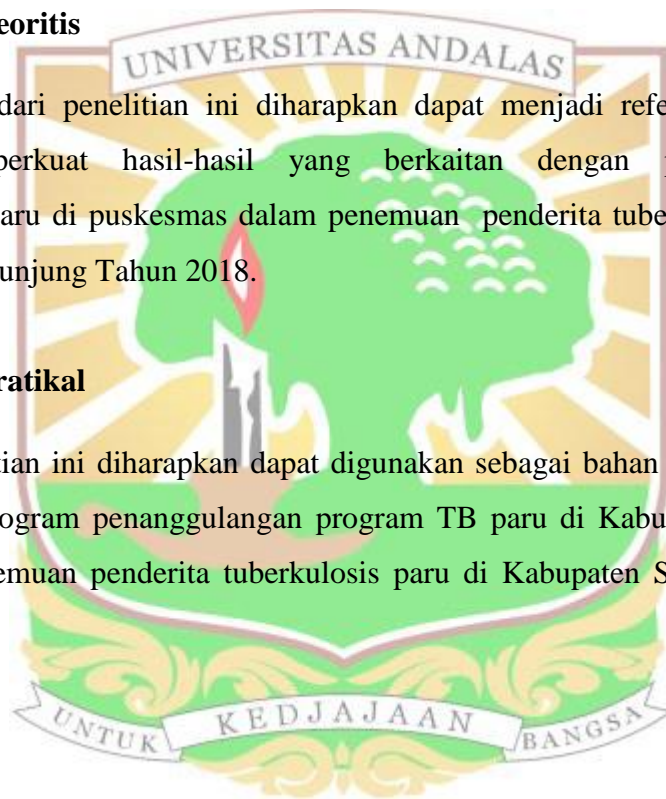 eoritis
UNIVERSITAS ANDALAS
dari penelitian ini diharapkan dapat menjadi refe
perkuat hasil-hasil yang berkaitan dengan
aru di puskesmas dalam penemuan penderita tube
unjung Tahun 2018.
ratikal
tian ini diharapkan dapat digunakan sebagai bahan
ogram penanggulangan program TB paru di Kabu
emuan penderita tuberkulosis paru di Kabupaten S
UNTUK KEDJAJAAN BANGSA